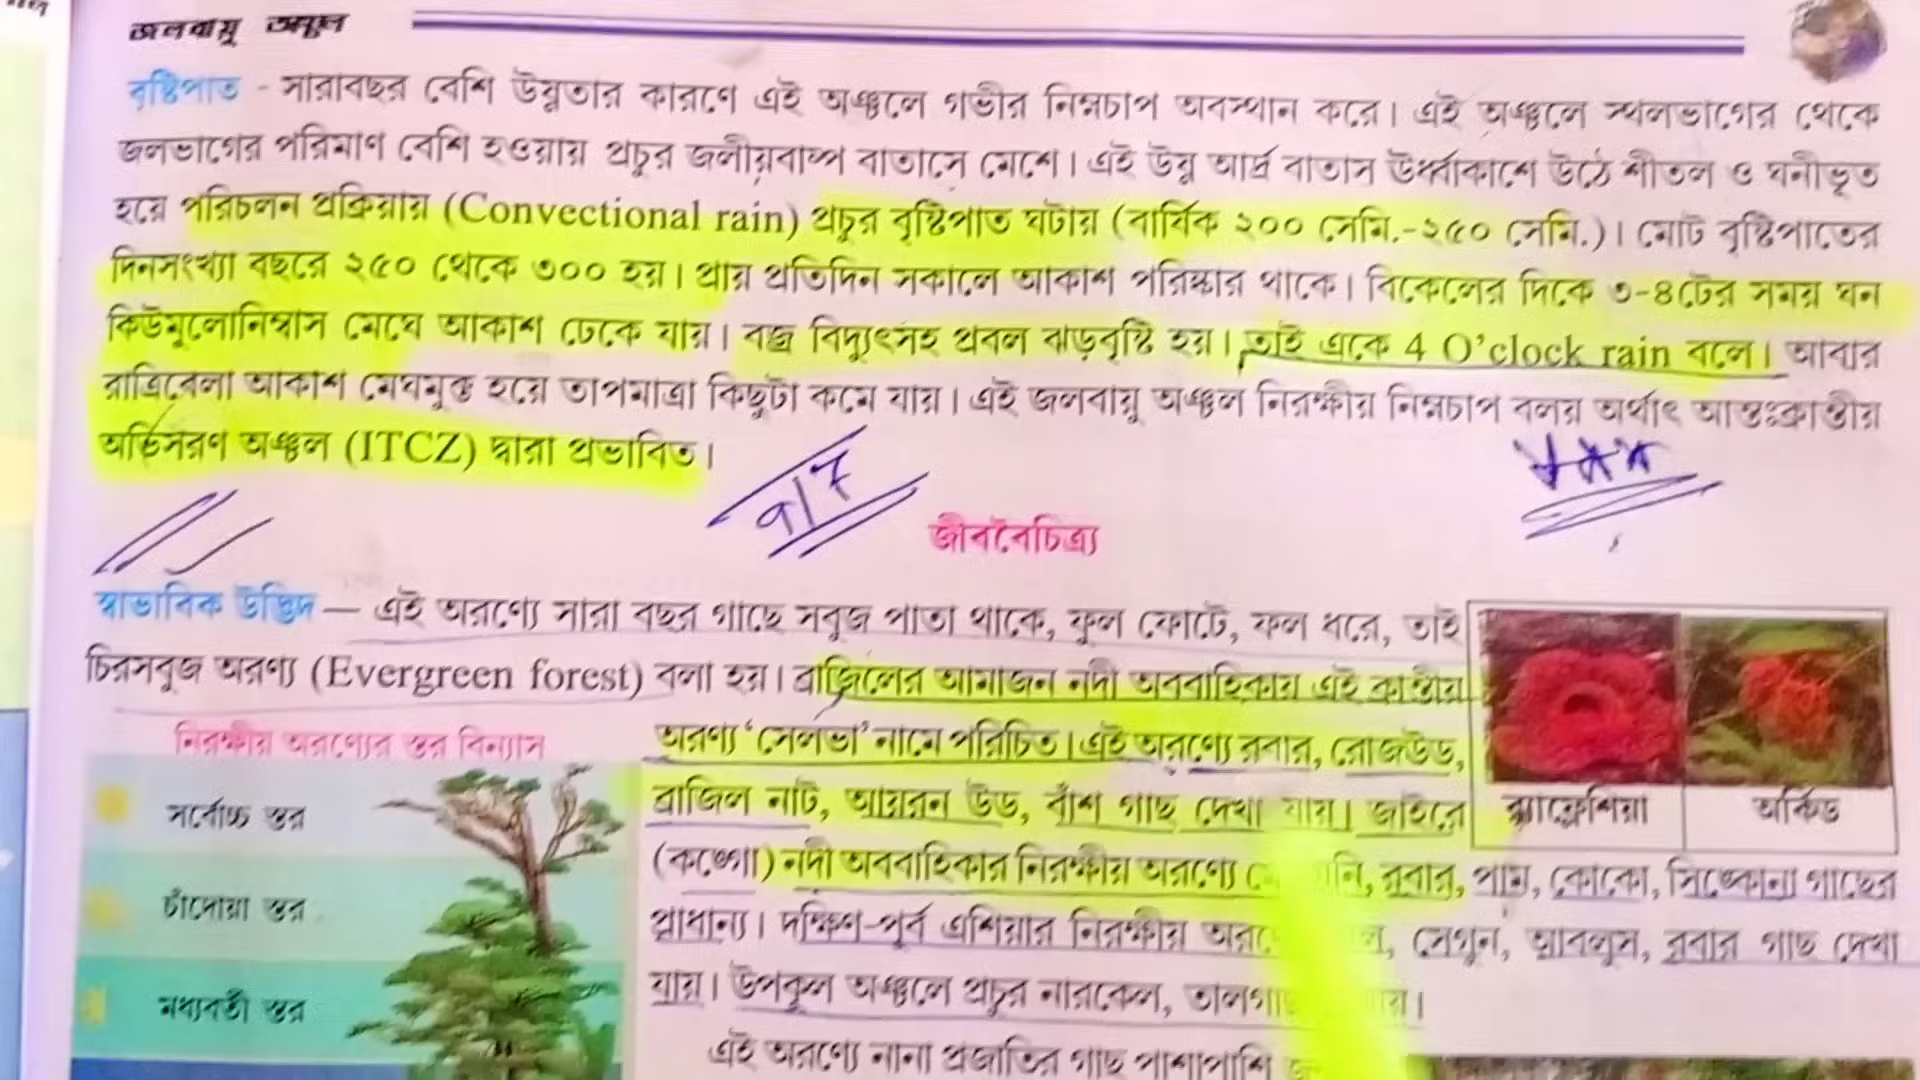 জলবায়ু অঞ্চল
বৃষ্টিপাত - সারাবছর বেশি উষ্ণতার কারণে এই অঞ্চলে গভীর নিম্নচাপ অবস্থান করে। এই অঞ্চলে স্থলভাগের থেকে
জলভাগের পরিমাণ বেশি হওয়ায় প্রচুর জলীয়বাষ্প বাতাসে মেশে। এই উষ্ণ আর্দ্র বাতাস ঊর্ধ্বাকাশে উঠে শীতল ও ঘনীভূত
হয়ে পরিচলন প্রক্রিয়ায় (Convectional rain) প্রচুর বৃষ্টিপাত ঘটায় (বার্ষিক ২০০ সেমি.-২৫০ সেমি.)। মোট বৃষ্টিপাতের
দিনসংখ্যা বছরে ২৫০ থেকে ৩০০ হয়। প্রায় প্রতিদিন সকালে আকাশ পরিষ্কার থাকে। বিকেলের দিকে ৩-৪টের সময় ঘন
কিউমুলোনিম্বাস মেঘে আকাশ ঢেকে যায়। বজ্র বিদ্যুৎসহ প্রবল ঝড়বৃষ্টি হয়। তাই একে 4 O'clock rain বলে। আবার
রাত্রিবেলা আকাশ মেঘমুক্ত হয়ে তাপমাত্রা কিছুটা কমে যায়। এই জলবায়ু অঞ্চল নিরক্ষীয় নিম্নচাপ বলয় অর্থাৎ আন্তঃক্রান্তীয়
অভিসরণ অঞ্চল (ITCZ) দ্বারা প্রভাবিত।
জীববৈচিত্র্য
স্বাভাবিক উদ্ভিদ — এই অরণ্যে সারা বছর গাছে সবুজ পাতা থাকে, ফুল ফোটে, ফল ধরে, তাই
চিরসবুজ অরণ্য (Evergreen forest) বলা হয়। ব্রাজিলের আমাজন নদী অববাহিকায় এই ক্রান্তীয়
নিরক্ষীয় অরণ্যের স্তর বিন্যাস
অরণ্য 'সেলভা' নামে পরিচিত। এই অরণ্যে রবার, রোজউড,
ব্রাজিল নাট, আয়রন উড, বাঁশ গাছ দেখা যায়। জাইরে
(কঙ্গো) নদী অববাহিকার নিরক্ষীয় অরণ্যে রবার, পাম, কোকো, সিঙ্কোনা গাছের
প্রাধান্য। দক্ষিণ-পূর্ব এশিয়ার নিরক্ষীয় সেগুন, আবলুস, রবার গাছ দেখা
যায়। উপকূল অঞ্চলে প্রচুর নারকেল,
এই অরণ্যে নানা প্রজাতির গাছ পাশাপাশি
র‍্যাফ্লেশিয়া
অর্কিড
সর্বোচ্চ স্তর
চাঁদোয়া স্তর
মধ্যবর্তী স্তর